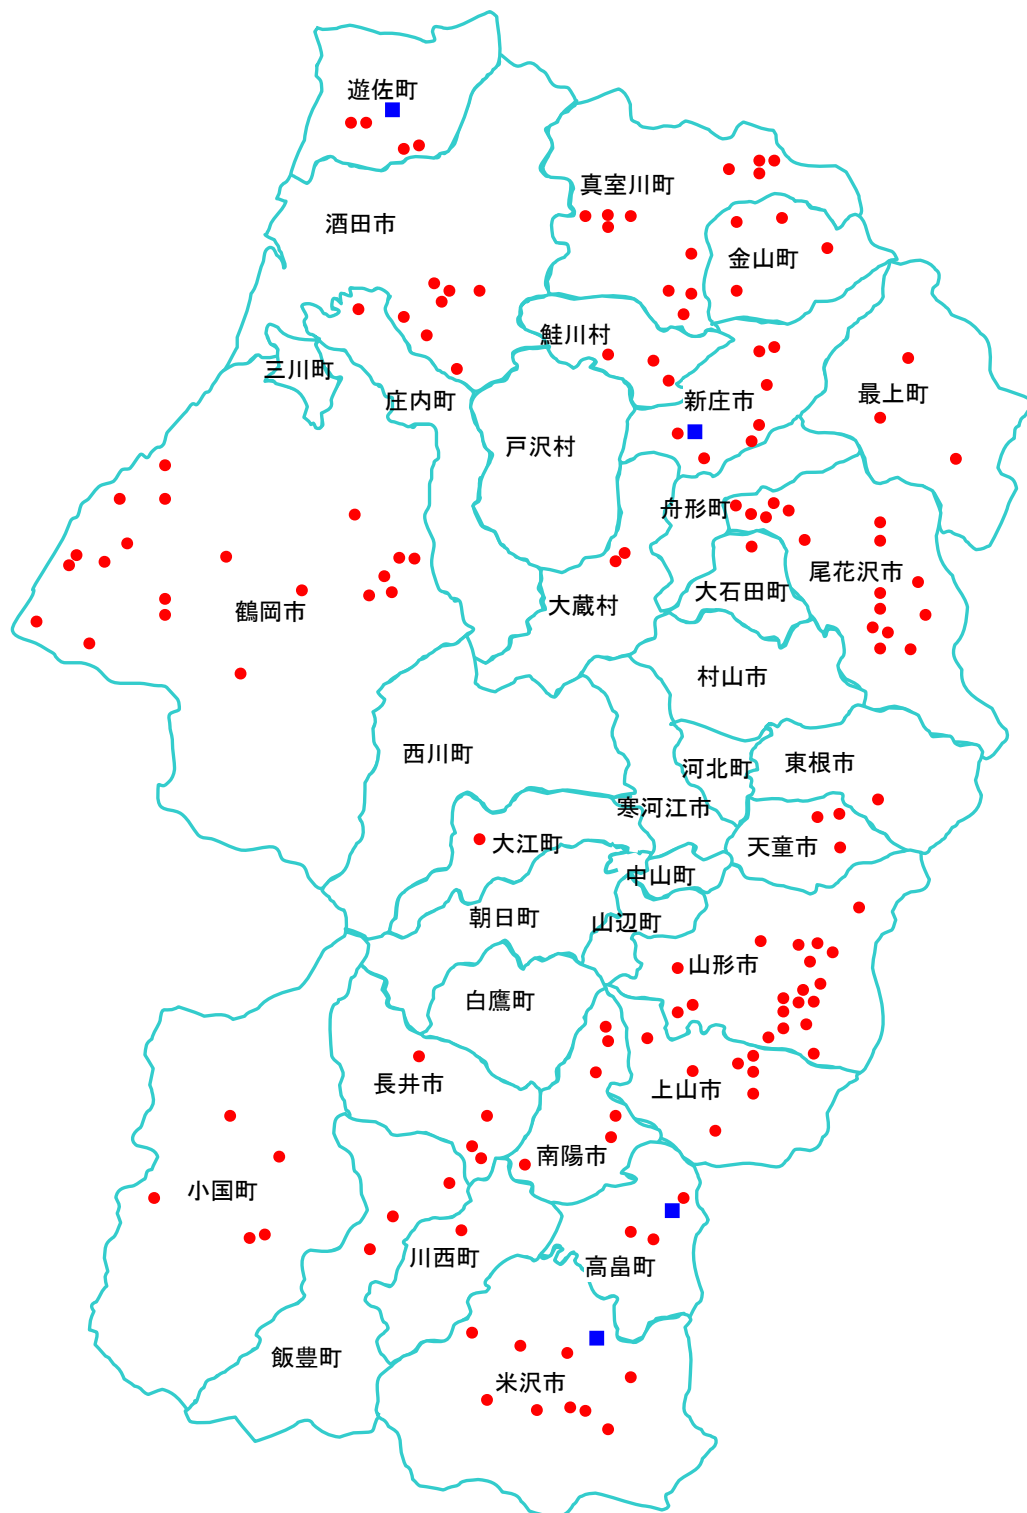 遊佐町
真室川町
酒田市
金山町
鮭川村
三川町
最上町
庄内町
新庄市
戸沢村
舟形町
尾花沢市
大石田町
大蔵村
鶴岡市
村山市
西川町
東根市
河北町
寒河江市
大江町
天童市
中山町
朝日町
山辺町
山形市
白鷹町
長井市
上山市
南陽市
小国町
川西町
高畠町
飯豊町
米沢市